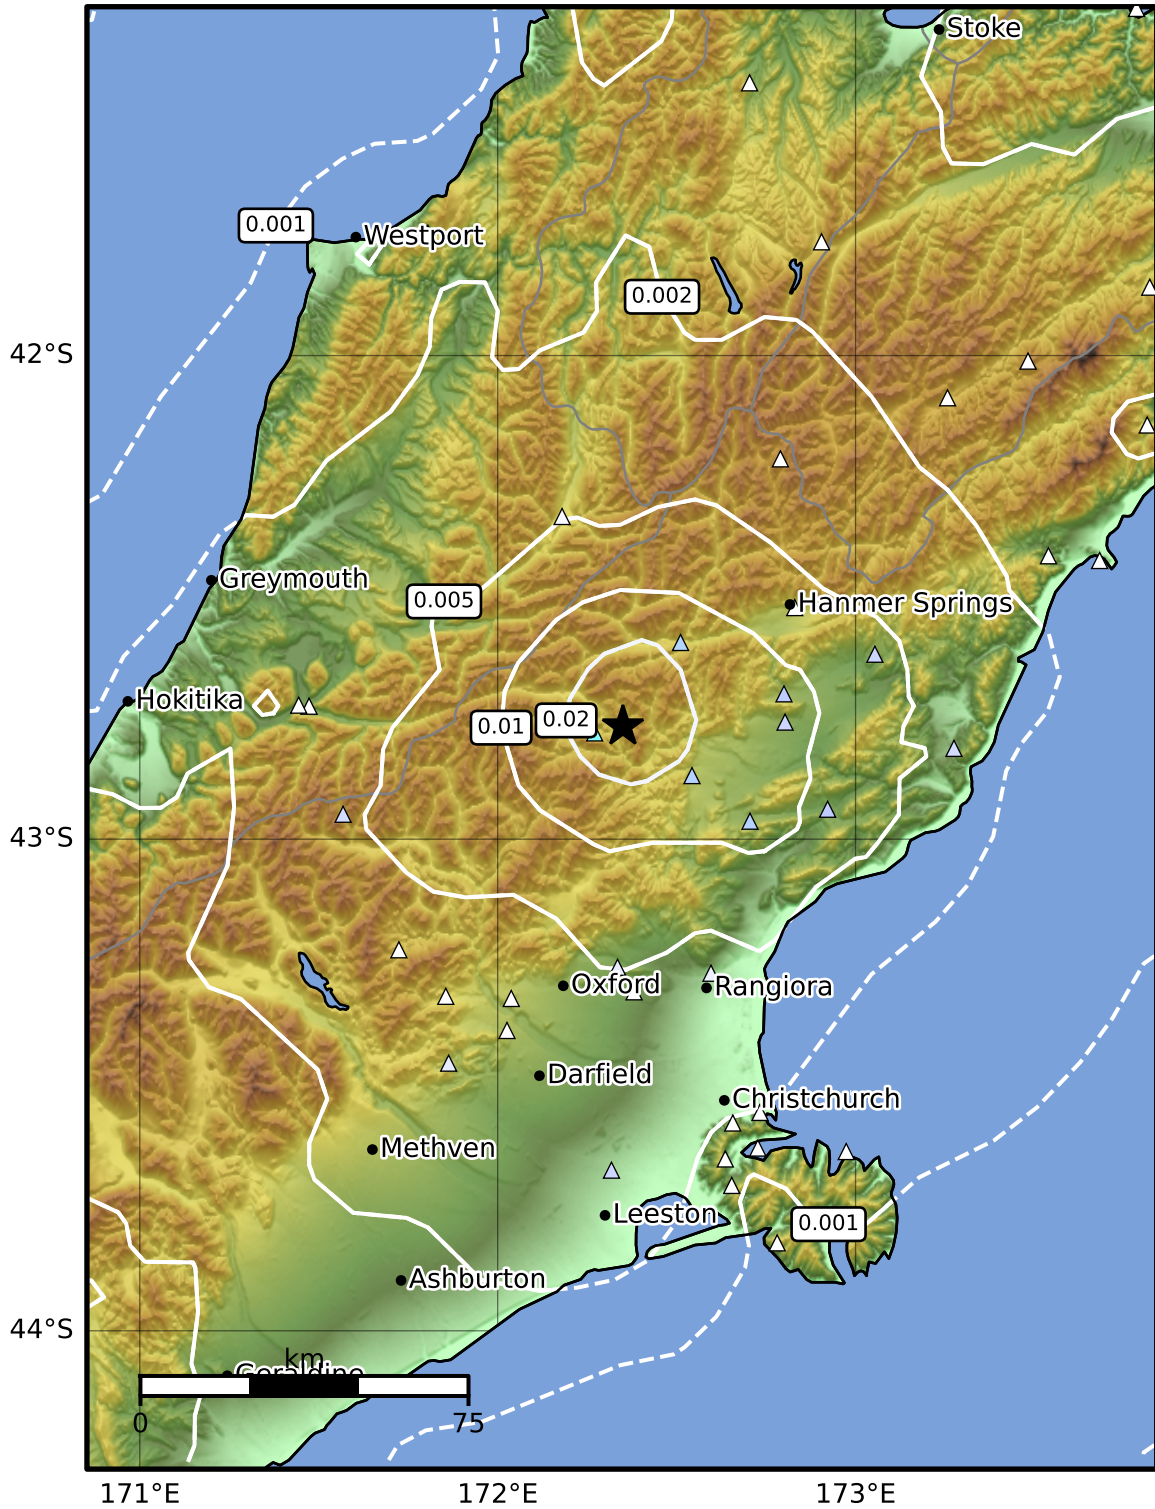 Stoke
0.001
Westport
0.002
42°S
Greymouth
0.005
Hanmer Springs
Hokitika
0.01
0.02
43°S
Oxford
Rangiora
Darfield
Christchurch
Methven
Leeston
0.001
Ashburton
44°S
km
Geraldine
0
75
171°E
172°E
173°E